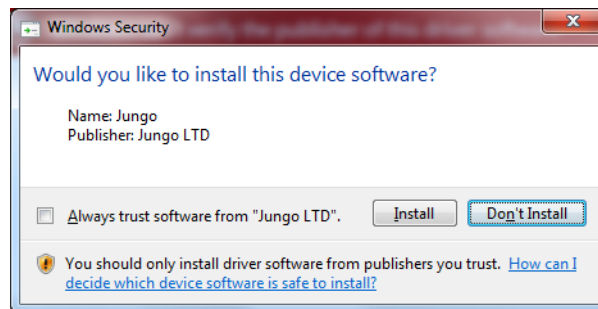 Windows Security
Would you like to install this device software?
Name: Jungo
Publisher: Jungo LTD
Always trust software from "Jungo LTD".
Install
Don't Install
You should only install driver software from publishers you trust. How can I
decide which device software is safe to install?